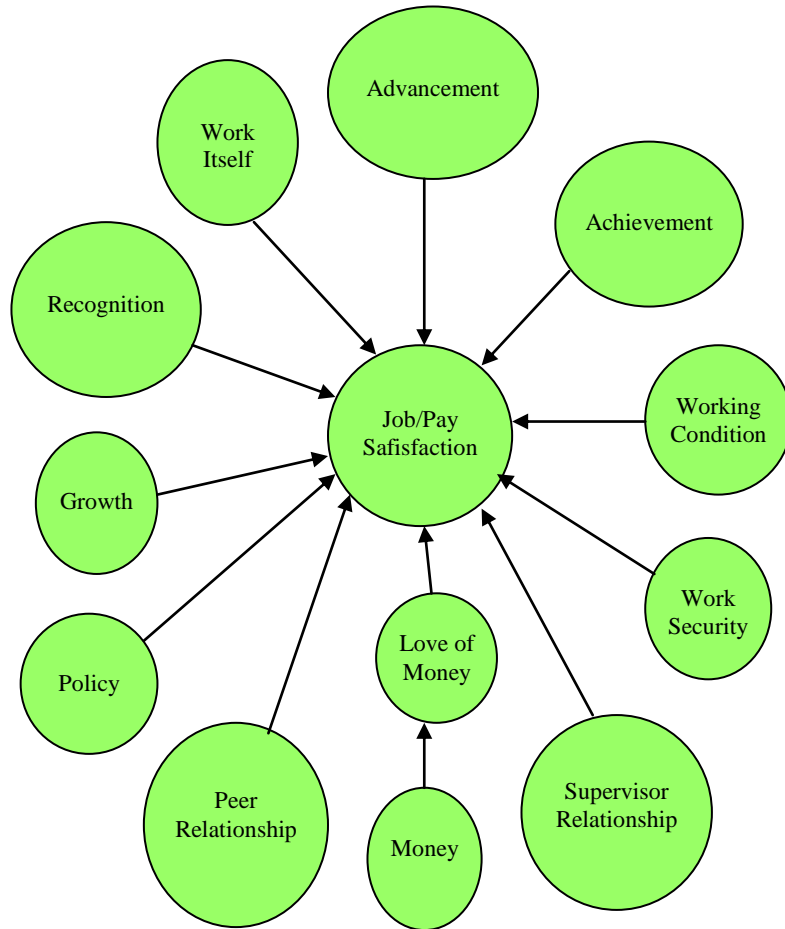 Advancement
Work
Itself
Achievement
Recognition
Job/Pay
Safisfaction
Working
Condition
Growth
Work
Security
Love of
Money
Policy
Peer
Relationship
Supervisor
Relationship
Money